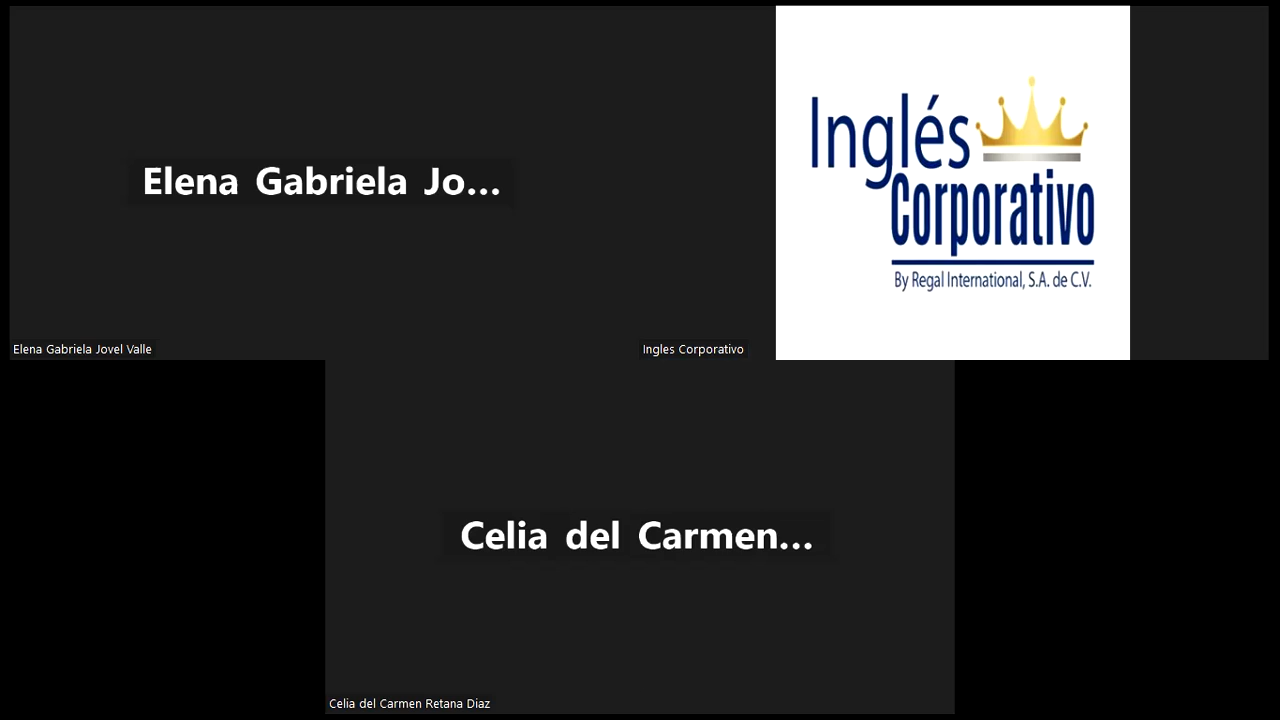 Elena Gabriela Jo...
Elena Gabriela Jovel Valle
Inglés
Corporativo
By Regal International, S.A. de C.V.
Ingles Corporativo
Celia del Carmen...
Celia del Carmen Retana Diaz